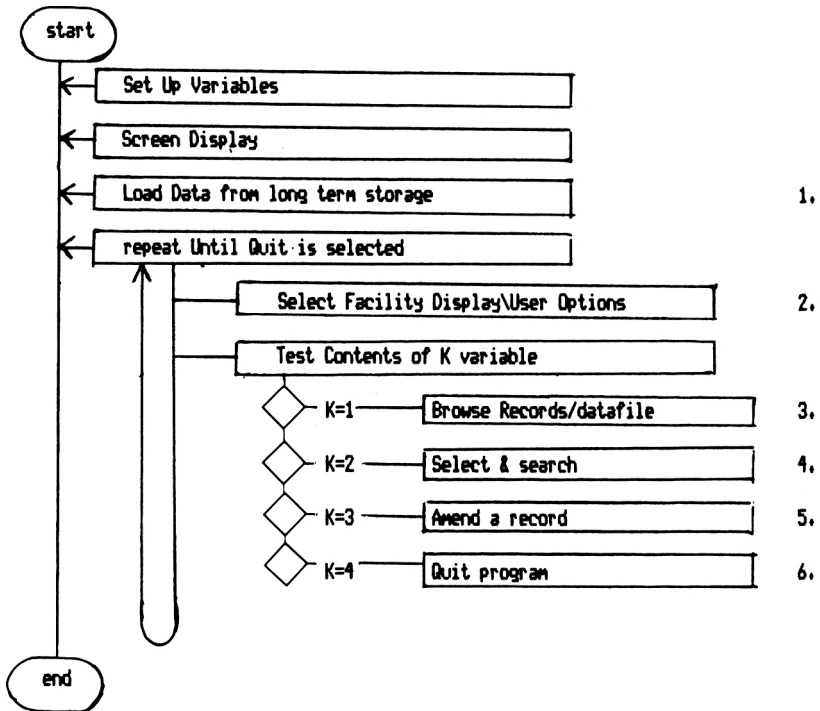 start
Set Up Variables
Screen Display
Load Data from long term storage 1.
repeat Until Quit is selected
Select Facility Display\User Options 2.
Test Contents of K variable
K=1 Browse Records/datafile 3.
K=2 Select & search 4.
K=3 Amend a record 5.
K=4 Quit program 6.
end